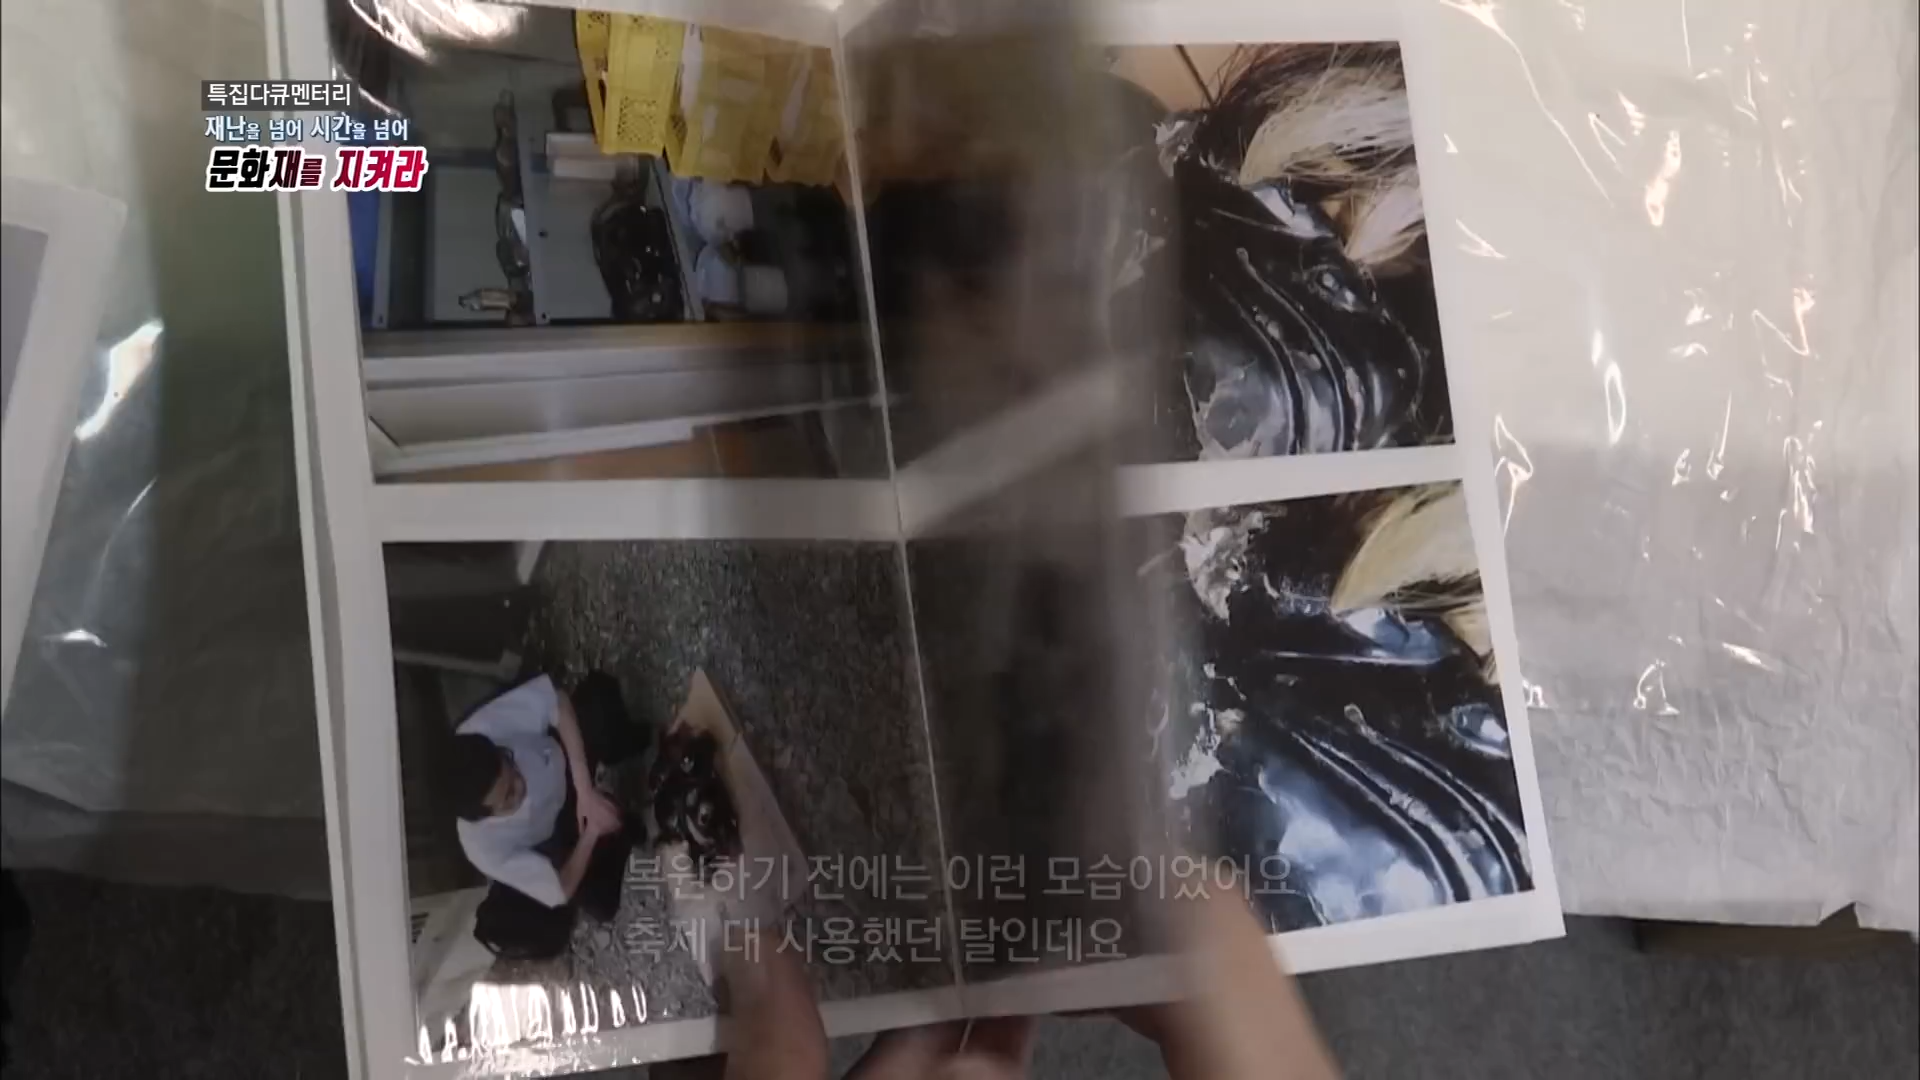 특집다큐멘터리
재난을 넘어 시간을 넘어
문화재를 지켜라
복원하기 전에는 이런 모습이었어요
축제 대 사용했던 탈인데요